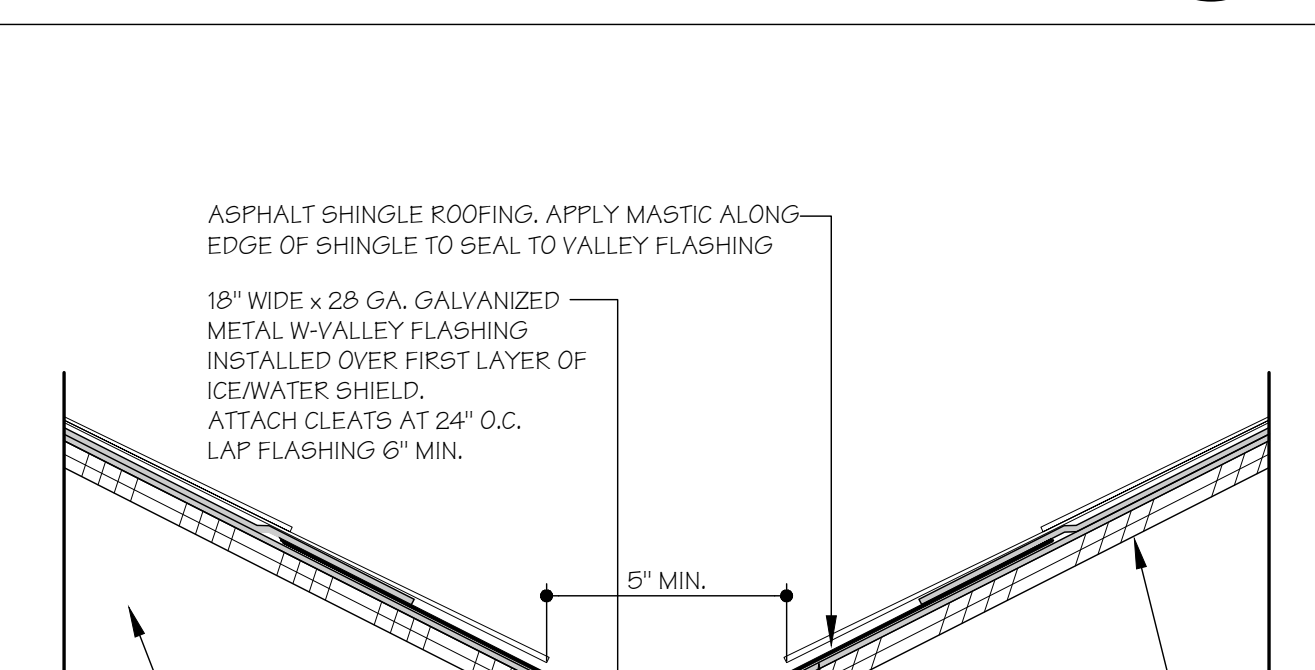 ASPHALT SHINGLE ROOFING. APPLY MASTIC ALONG
EDGE OF SHINGLE TO SEAL TO VALLEY FLASHING
18" WIDE x 28 GA. GALVANIZED
METAL W-VALLEY FLASHING
INSTALLED OVER FIRST LAYER OF
ICE/WATER SHIELD.
ATTACH CLEATS AT 24" O.C.
LAP FLASHING 6" MIN.
5" MIN.